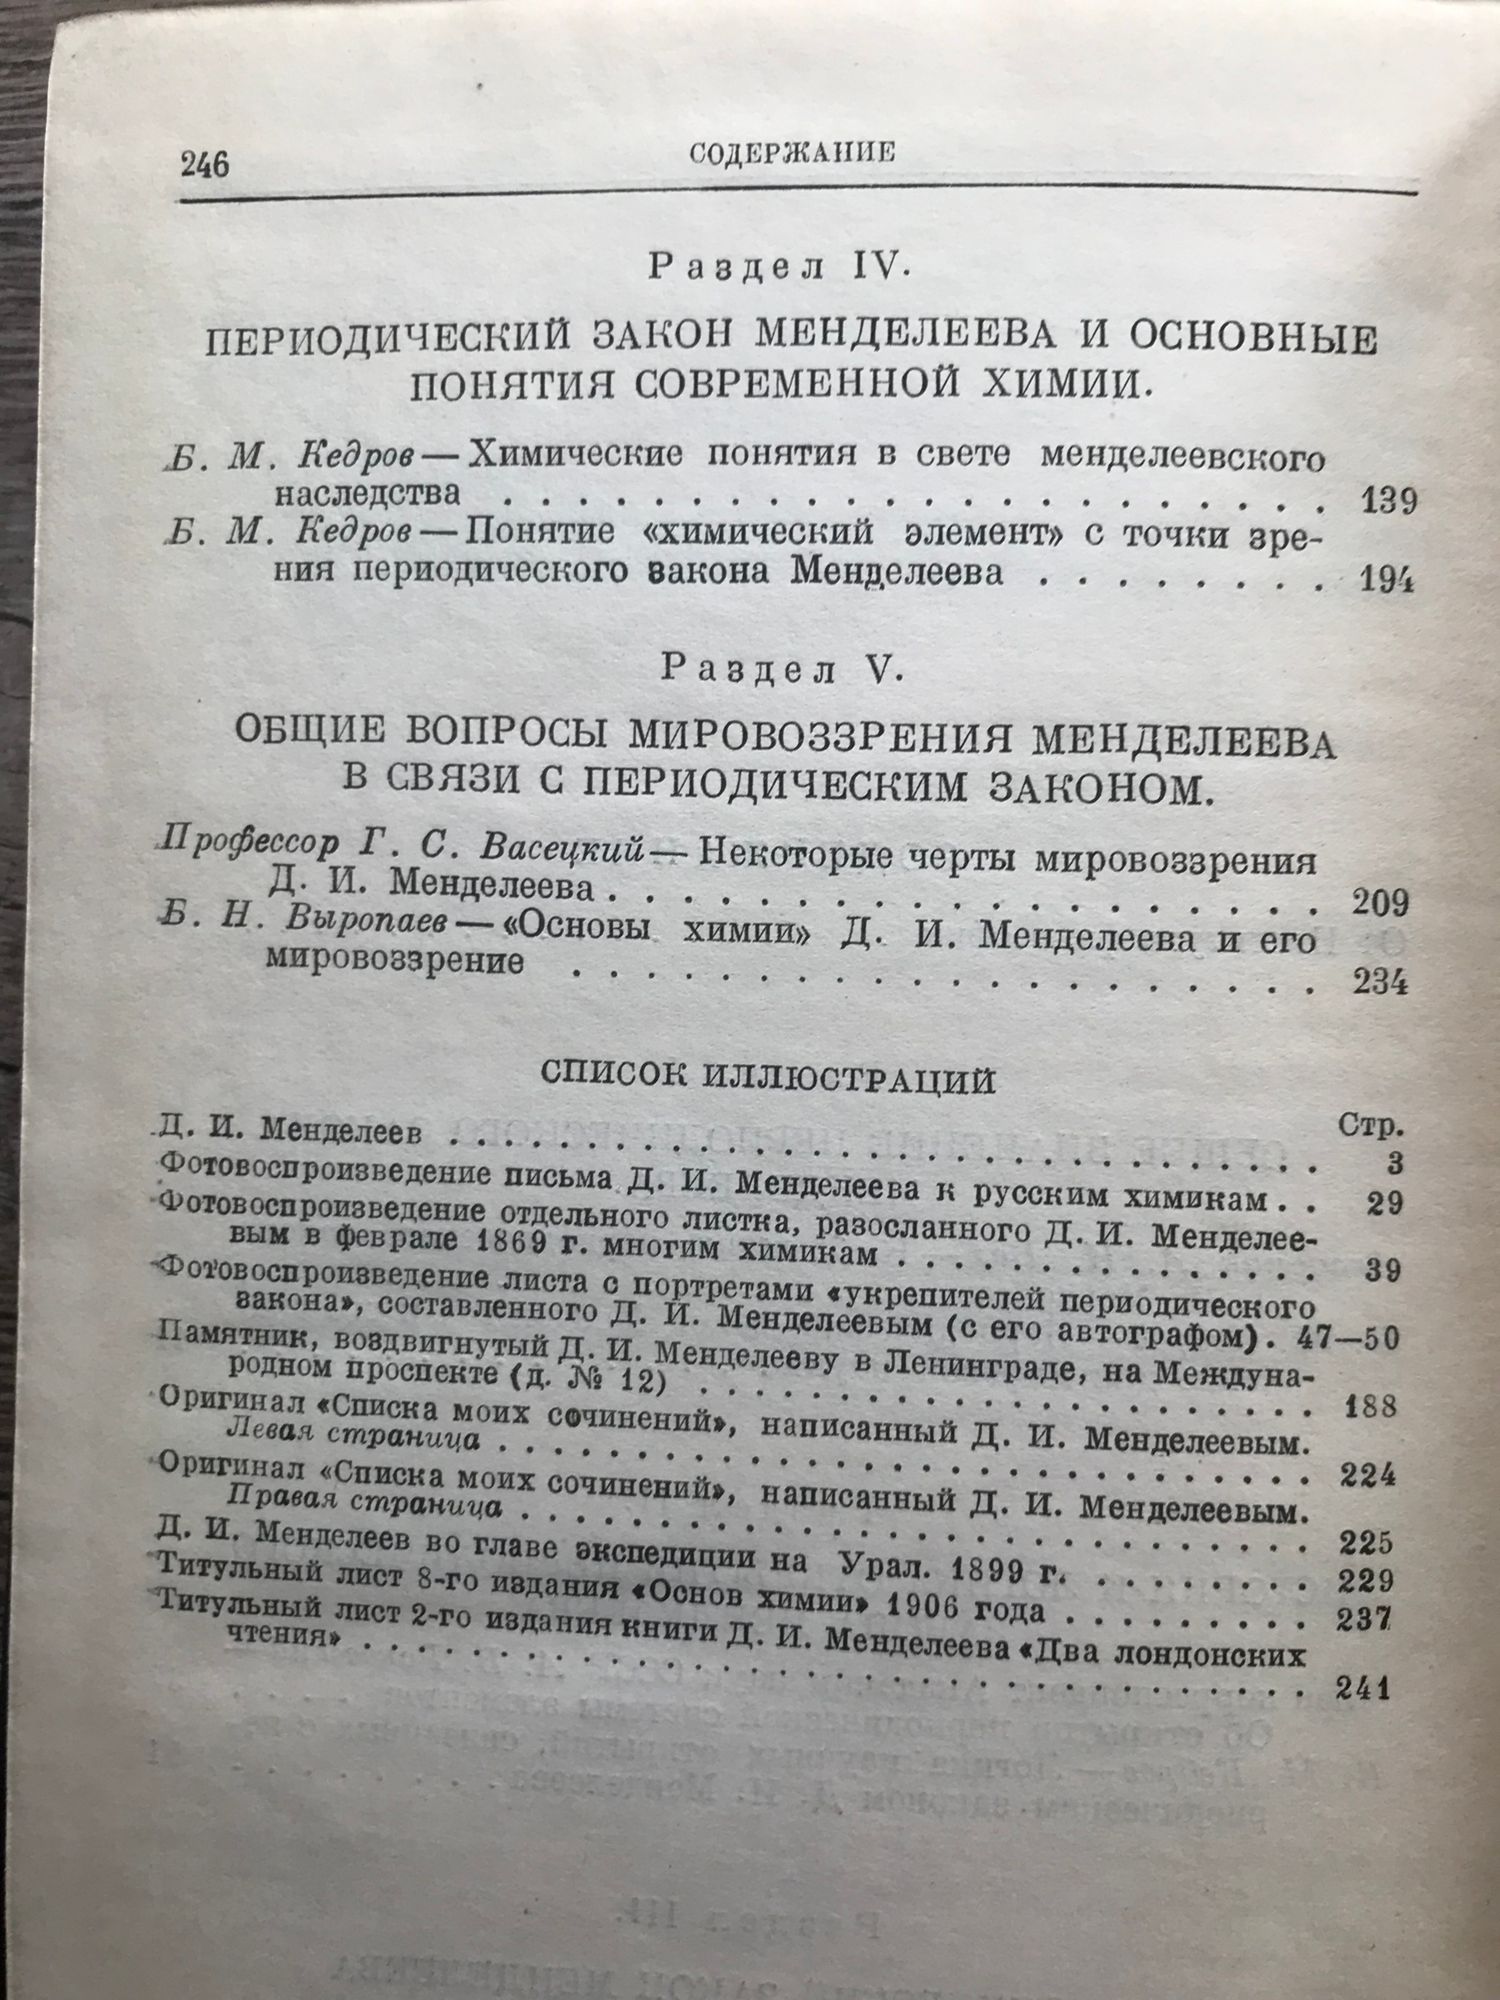 246
СОДЕРЖАНИЕ
Раздел IV.
ПЕРИОДИЧЕСКИЙ ЗАКОН МЕНДЕЛЕЕВА И ОСНОВНЫЕ
ПОНЯТИЯ СОВРЕМЕННОЙ ХИМИИ.
Б. М. Кедров — Химические понятия в свете менделеевского
наследства . . . . . . . . . . . . . . . . . . . . . . 139
Б. М. Кедров — Понятие «химический элемент» с точки зре-
ния периодического закона Менделеева . . . . . . . . 194
Раздел V.
ОБЩИЕ ВОПРОСЫ МИРОВОЗЗРЕНИЯ МЕНДЕЛЕЕВА
В СВЯЗИ С ПЕРИОДИЧЕСКИМ ЗАКОНОМ.
Профессор Г. С. Васецкий — Некоторые черты мировоззрения
Д. И. Менделеева . . . . . . . . . . . . . . . . . . . 209
Б. Н. Выропаев — «Основы химии» Д. И. Менделеева и его
мировоззрение . . . . . . . . . . . . . . . . . . . . 234
СПИСОК ИЛЛЮСТРАЦИЙ
Стр.
Д. И. Менделеев . . . . . . . . . . . . . . . . . . . . . . . 3
Фотовоспроизведение письма Д. И. Менделеева к русским химикам . . 29
Фотовоспроизведение отдельного листка, разосланного Д. И. Менделее-
вым в феврале 1869 г. многим химикам . . . . . . . . . . . . . . . 39
Фотовоспроизведение листа с портретами «укрепителей периодического
закона», составленного Д. И. Менделеевым (с его автографом) . 47—50
Памятник, воздвигнутый Д. И. Менделееву в Ленинграде, на Междуна-
родном проспекте (д. № 12) . . . . . . . . . . . . . . . . . . . . 188
Оригинал «Списка моих сочинений», написанный Д. И. Менделеевым.
Левая страница . . . . . . . . . . . . . . . . . . . . . . . . . 224
Оригинал «Списка моих сочинений», написанный Д. И. Менделеевым.
Правая страница . . . . . . . . . . . . . . . . . . . . . . . . 225
Д. И. Менделеев во главе экспедиции на Урал. 1899 г. . . . . . . . . 229
Титульный лист 8-го издания «Основ химии» 1906 года . . . . . . . . . 237
Титульный лист 2-го издания книги Д. И. Менделеева «Два лондонских
чтения» . . . . . . . . . . . . . . . . . . . . . . . . . . . . . 241